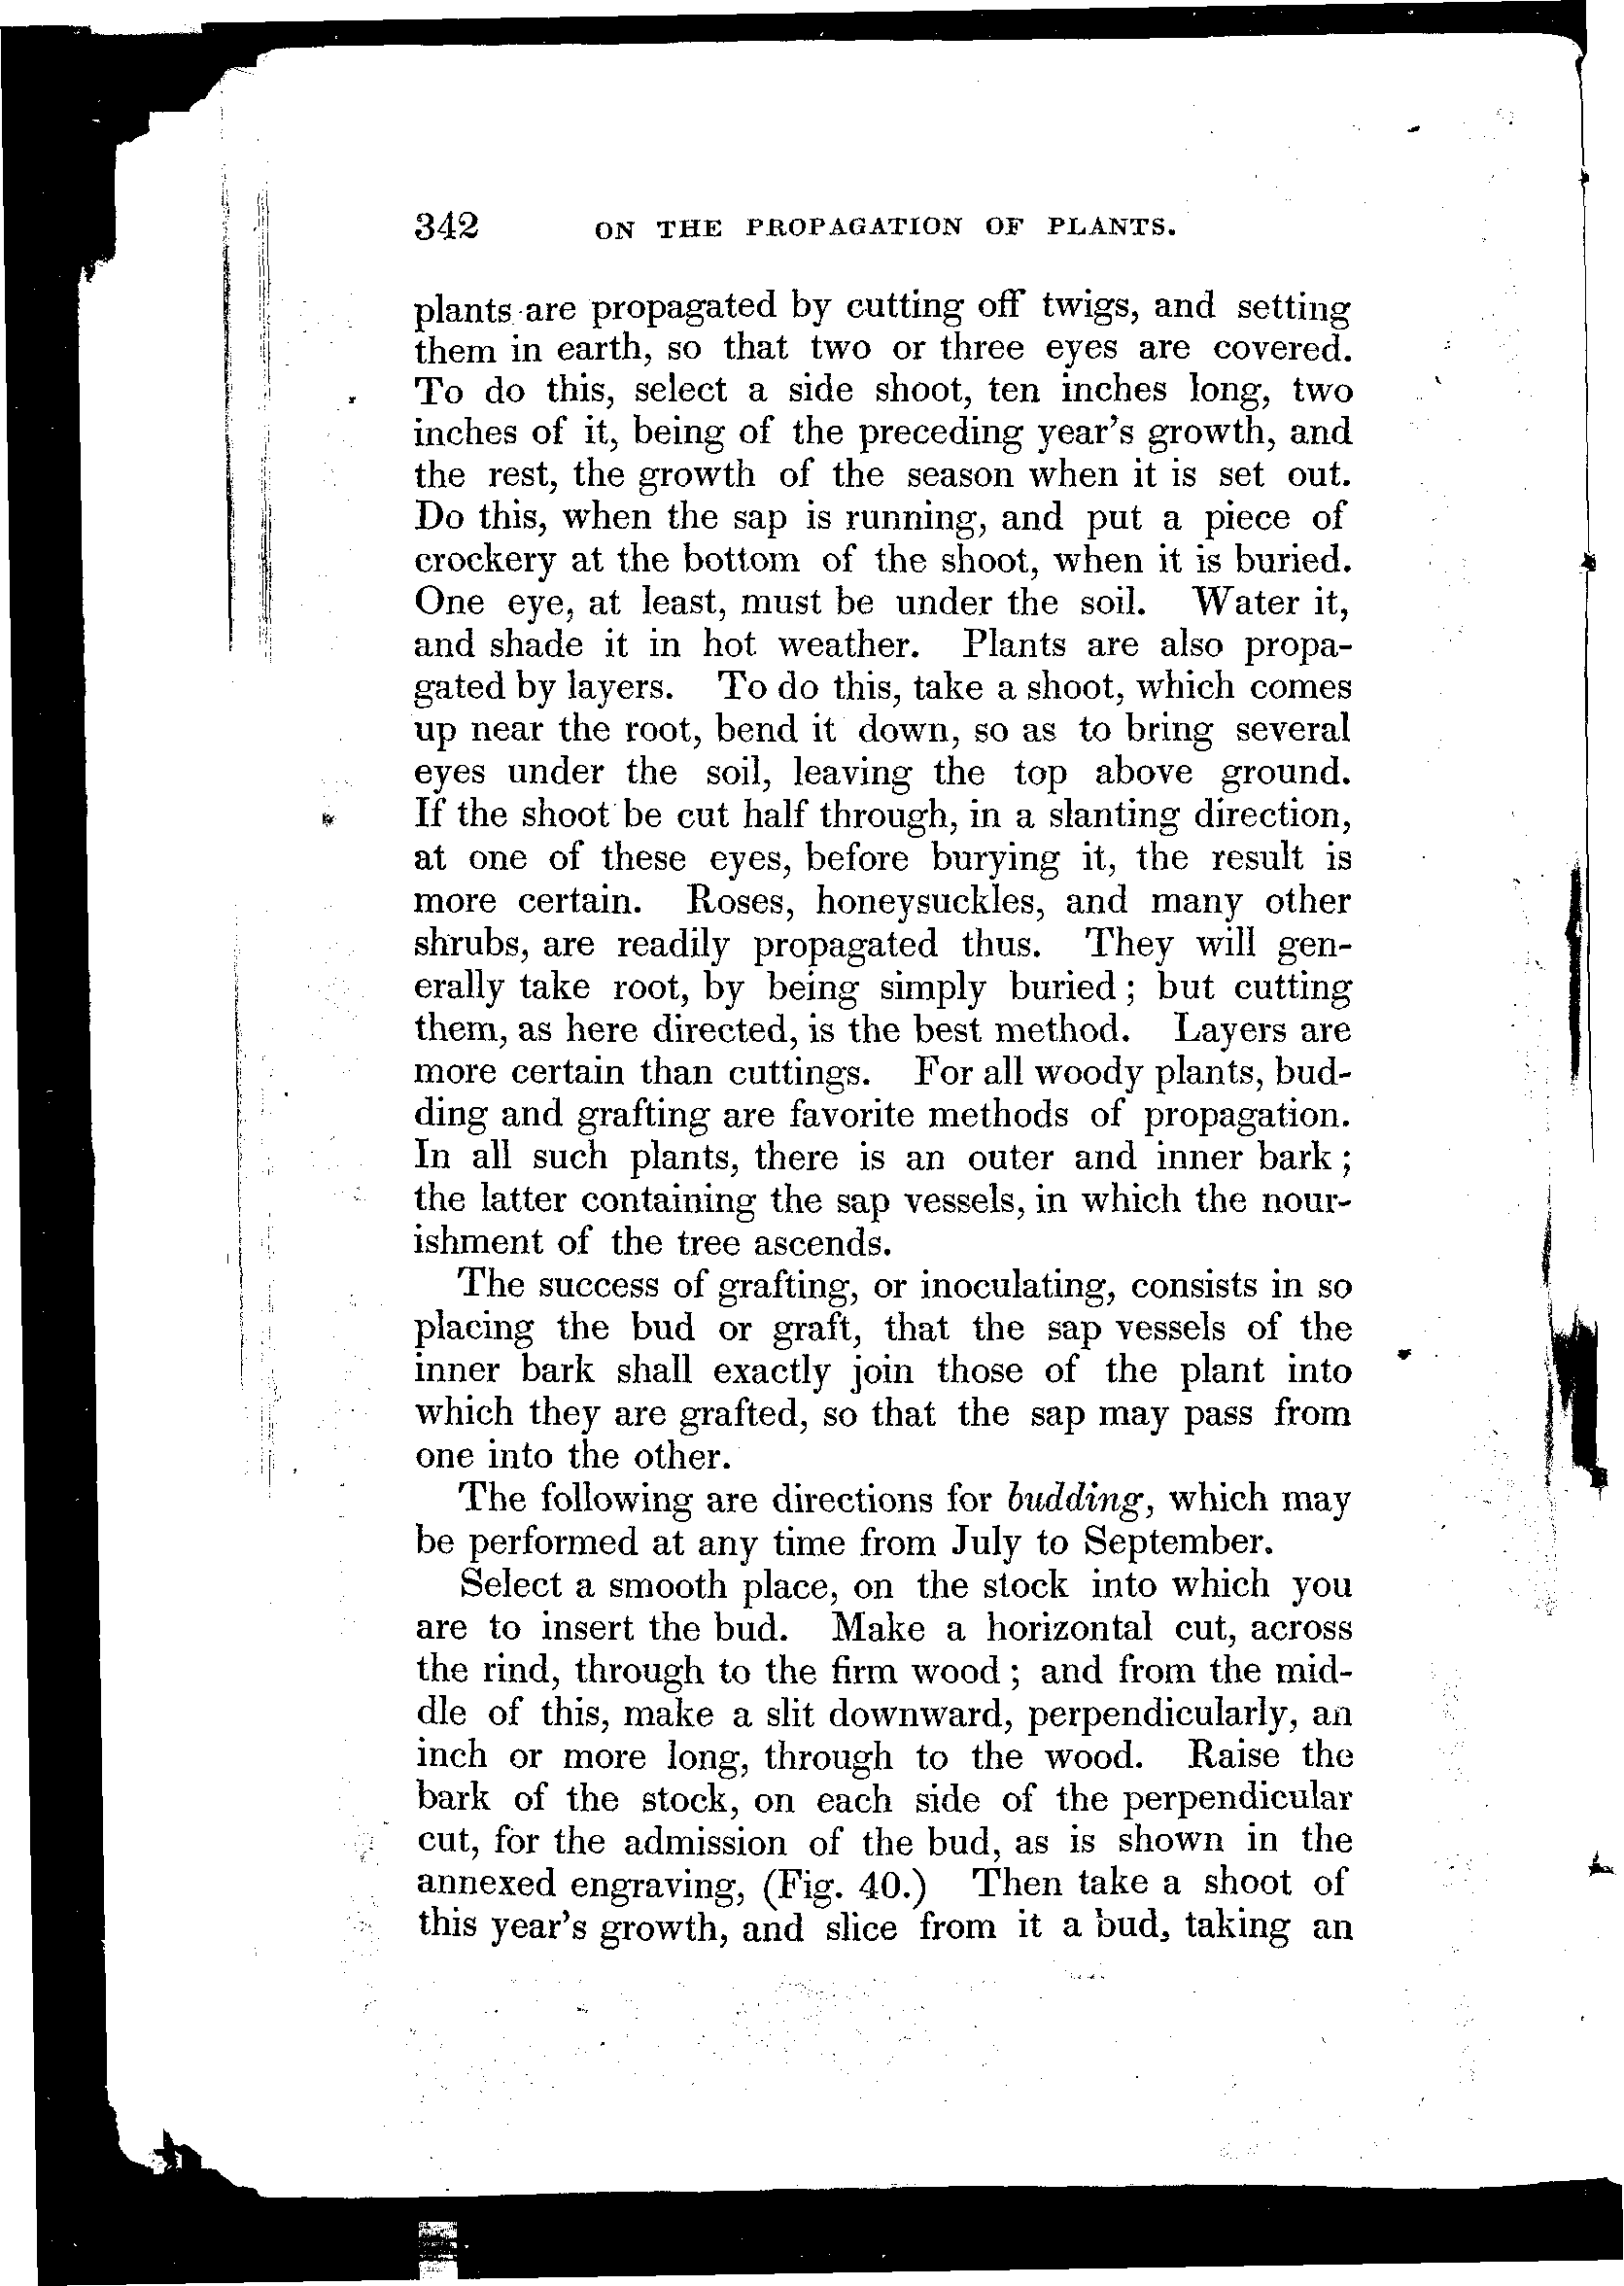 342 ON THE PROPAGATION OF PLANTS.
plants are propagated by cutting off twigs, and setting
them in earth, so that two or three eyes are covered.
To do this, select a side shoot, ten inches long, two
inches of it, being of the preceding year's growth, and
the rest, the growth of the season when it is set out.
Do this, when the sap is running, and put a piece of
crockery at the bottom of the shoot, when it is buried.
One eye, at least, must be under the soil. Water it,
and shade it in hot weather. Plants are also propa-
gated by layers. To do this, take a shoot, which comes
up near the root, bend it down, so as to bring several
eyes under the soil, leaving the top above ground.
If the shoot be cut half through, in a slanting direction,
at one of these eyes, before burying it, the result is
more certain. Roses, honeysuckles, and many other
shrubs, are readily propagated thus. They will gen-
erally take root, by being simply buried; but cutting
them, as here directed, is the best method. Layers are
more certain than cuttings. For all woody plants, bud-
ding and grafting are favorite methods of propagation.
In all such plants, there is an outer and inner bark;
the latter containing the sap vessels, in which the nour-
ishment of the tree ascends.
The success of grafting, or inoculating, consists in so
placing the bud or graft, that the sap vessels of the
inner bark shall exactly join those of the plant into
which they are grafted, so that the sap may pass from
one into the other.
The following are directions for budding, which may
be performed at any time from July to September.
Select a smooth place, on the stock into which you
are to insert the bud. Make a horizontal cut, across
the rind, through to the firm wood; and from the mid-
dle of this, make a slit downward, perpendicularly, an
inch or more long, through to the wood. Raise the
bark of the stock, on each side of the perpendicular
cut, for the admission of the bud, as is shown in the
annexed engraving, (Fig. 40.) Then take a shoot of
this year's growth, and slice from it a bud, taking an